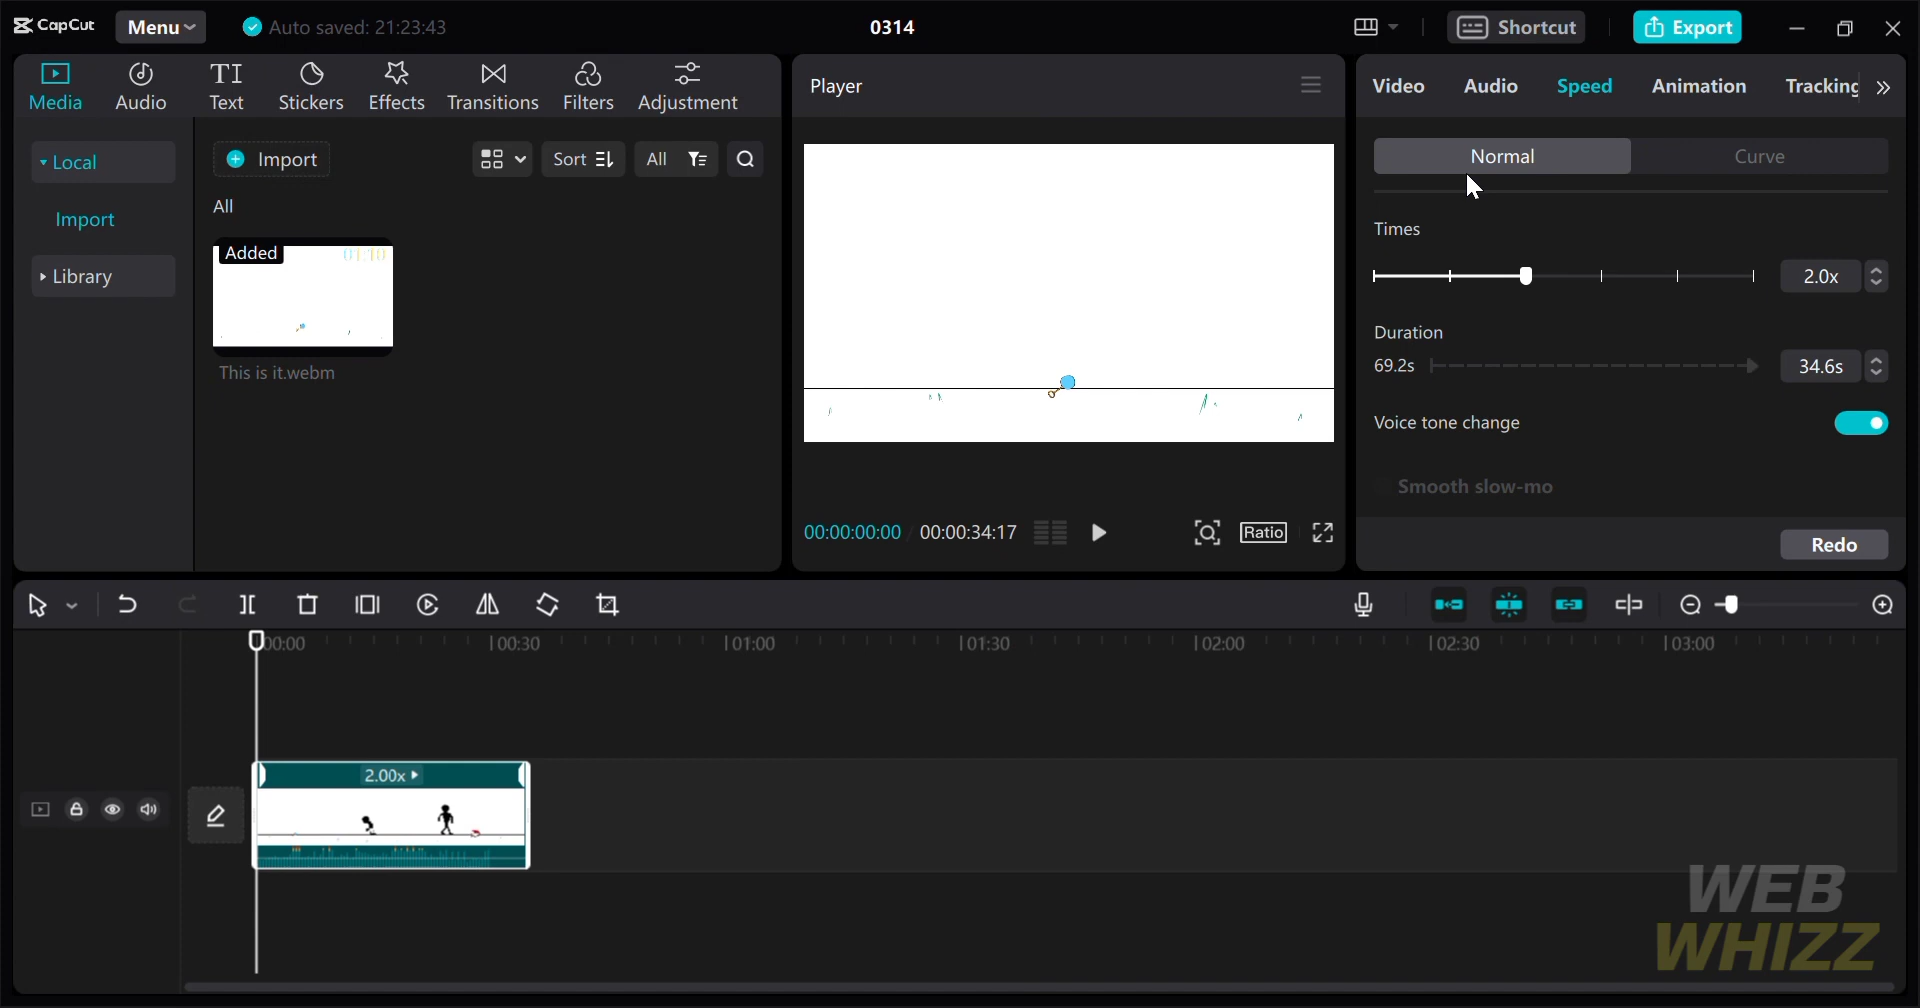 CapCut Menu Auto saved: 21:23:43 0314 Shortcut Export
Media Audio Text Stickers Effects Transitions Filters Adjustment
Local
Import
Library
Import Sort All
All
Added
This is it.webm
Player
00:00:00:00 00:00:34:17 Ratio
Video Audio Speed Animation Tracking
Normal Curve
Times
2.0x
Duration
69.2s 34.6s
Voice tone change
Smooth slow-mo
Redo
00:00 00:30 01:00 01:30 02:00 02:30 03:00
2.00x
WEB
WHIZZ